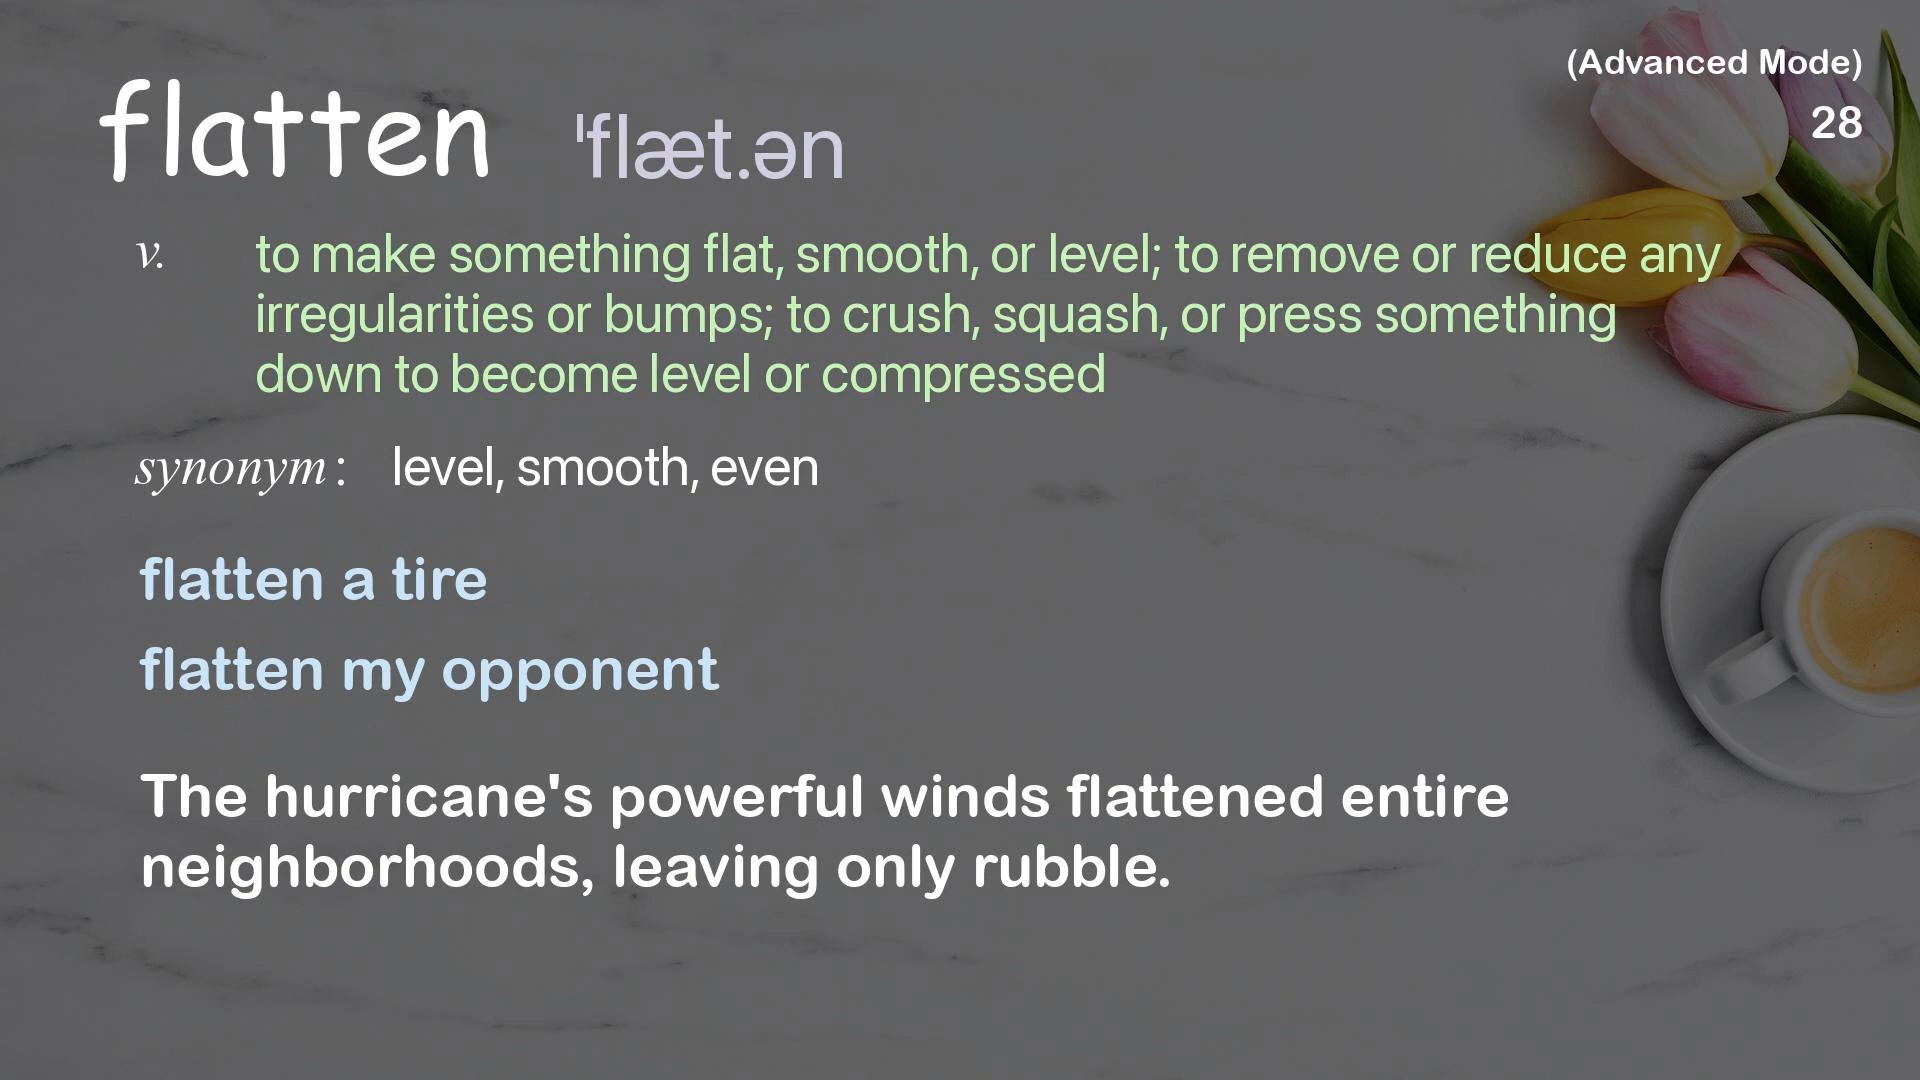 (Advanced Mode)
flatten ˈflæt.ən
28
v. to make something flat, smooth, or level; to remove or reduce any
irregularities or bumps; to crush, squash, or press something
down to become level or compressed
synonym: level, smooth, even
flatten a tire
flatten my opponent
The hurricane's powerful winds flattened entire
neighborhoods, leaving only rubble.